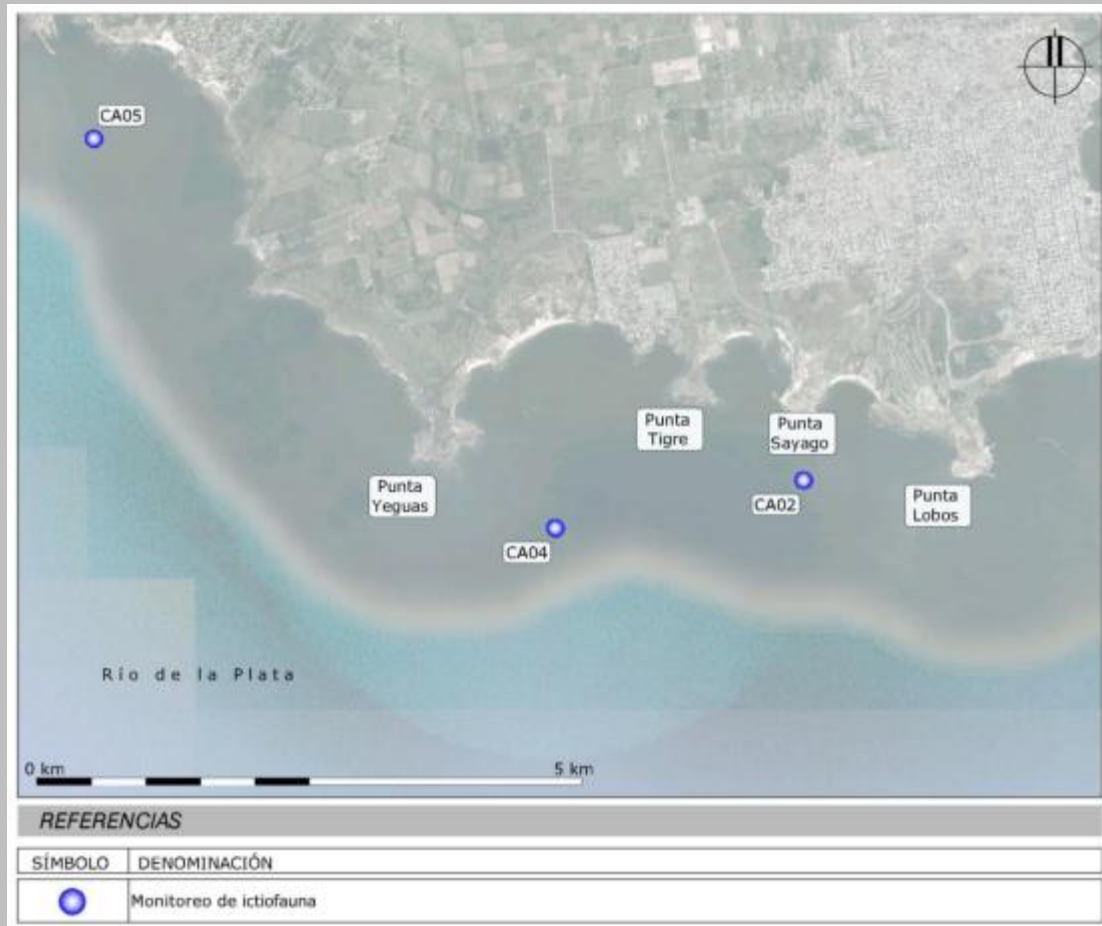 CA05
Punta
Tigre
Punta
Sayago
Punta
Yeguas
CA02
Punta
Lobos
CA04
Río de la Plata
0 km
5 km
REFERENCIAS
SÍMBOLO
DENOMINACIÓN
Monitoreo de ictiofauna